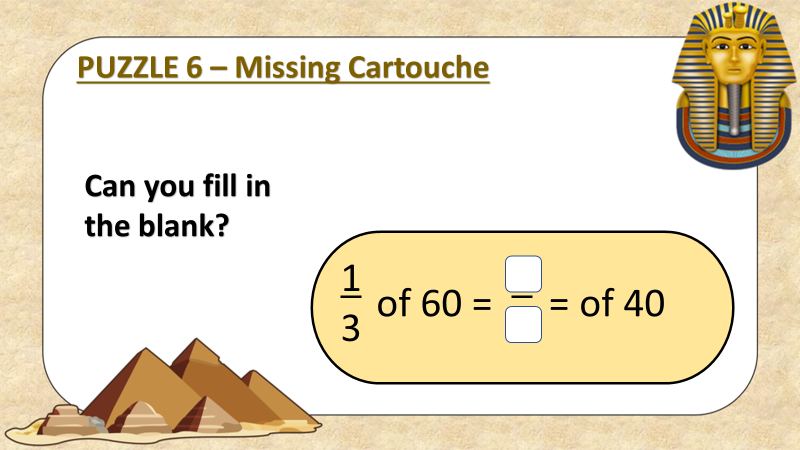 PUZZLE 6 – Missing Cartouche
Can you fill in
the blank?
1/3 of 60 = — = of 40